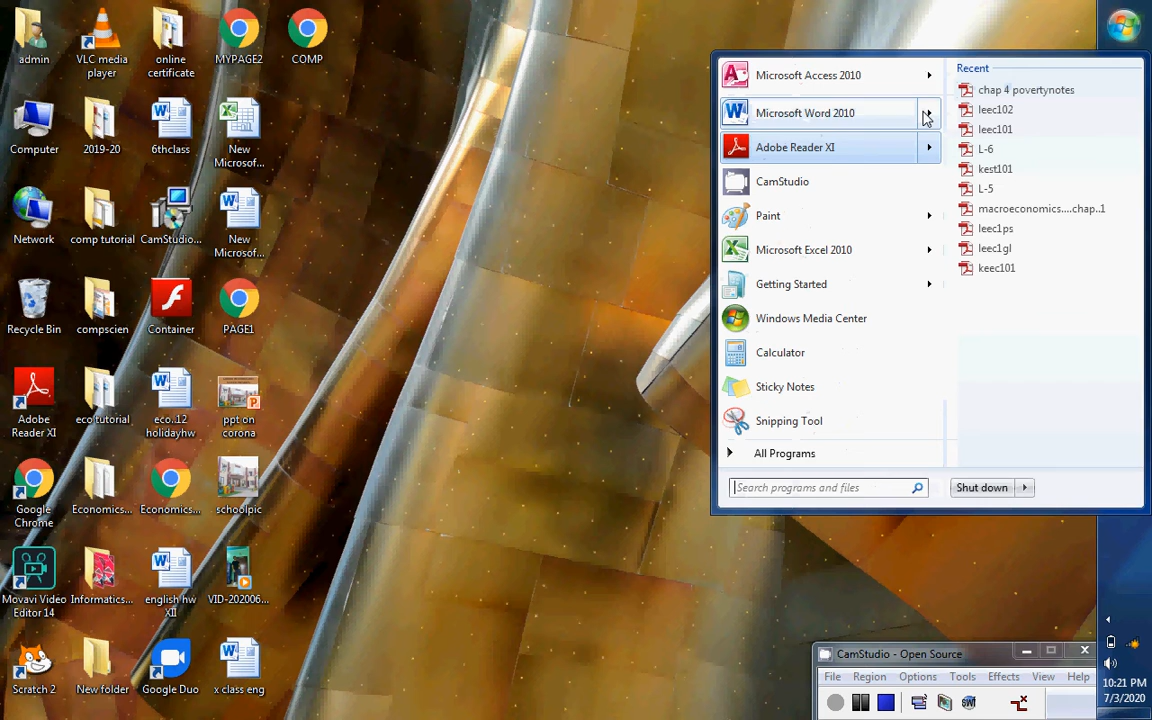 admin
VLC media
player
online
certificate
MYPAGE2
COMP
Computer
2019-20
6thclass
New
Microsof...
Network
comp tutorial
CamStudio...
New
Microsof...
Recycle Bin
compscien
Container
PAGE1
Adobe
Reader XI
eco tutorial
eco..12
holidayhw
ppt on
corona
Google
Chrome
Economics...
Economics...
schoolpic
Movavi Video
Editor 14
Informatics...
english hw
XII
VID-202006...
Scratch 2
New folder
Google Duo
x class eng
Microsoft Access 2010
Microsoft Word 2010
Adobe Reader XI
CamStudio
Paint
Microsoft Excel 2010
Getting Started
Windows Media Center
Calculator
Sticky Notes
Snipping Tool
All Programs
Search programs and files
Recent
chap 4 povertynotes
leec102
leec101
L-6
kest101
L-5
macroeconomics....chap..1
leec1ps
leec1gl
keec101
Shut down
CamStudio - Open Source
File Region Options Tools Effects View Help
10:21 PM
7/3/2020